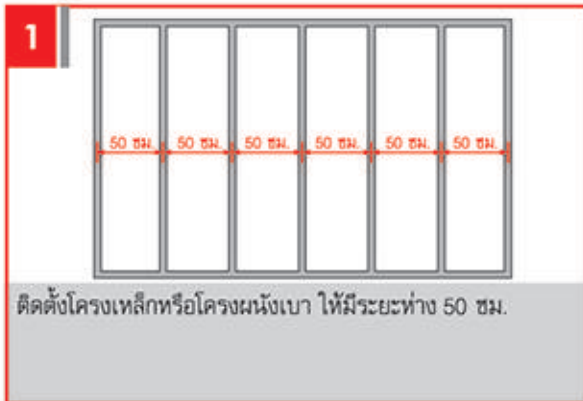 1
50 ซม. 50 ซม. 50 ซม. 50 ซม. 50 ซม. 50 ซม.
ติดตั้งโครงเหล็กหรือโครงผนังเบา ให้มีระยะห่าง 50 ซม.